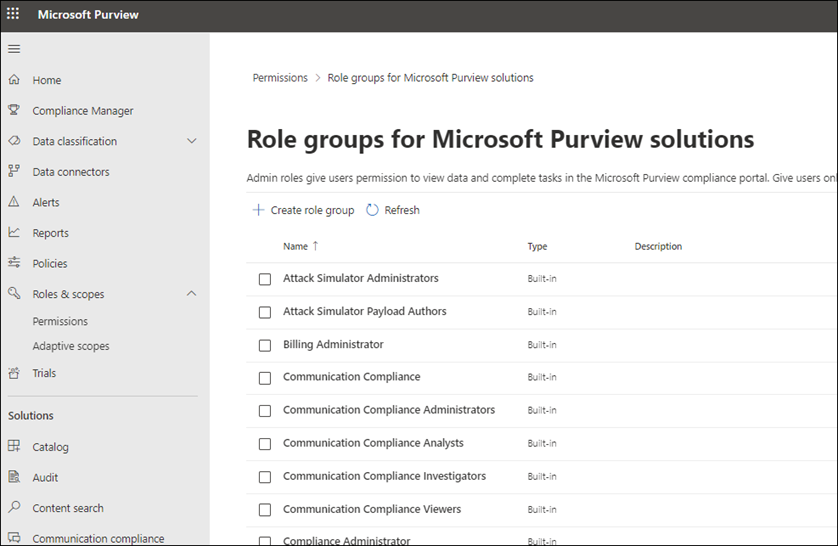 Microsoft Purview
Home
Compliance Manager
Data classification
Data connectors
Alerts
Reports
Policies
Roles & scopes
Permissions
Adaptive scopes
Trials
Solutions
Catalog
Audit
Content search
Communication compliance
Permissions > Role groups for Microsoft Purview solutions
Role groups for Microsoft Purview solutions
Admin roles give users permission to view data and complete tasks in the Microsoft Purview compliance portal. Give users onl
+ Create role group Refresh
Name ↑ Type Description
Attack Simulator Administrators Built-in
Attack Simulator Payload Authors Built-in
Billing Administrator Built-in
Communication Compliance Built-in
Communication Compliance Administrators Built-in
Communication Compliance Analysts Built-in
Communication Compliance Investigators Built-in
Communication Compliance Viewers Built-in
Compliance Administrator Built-in